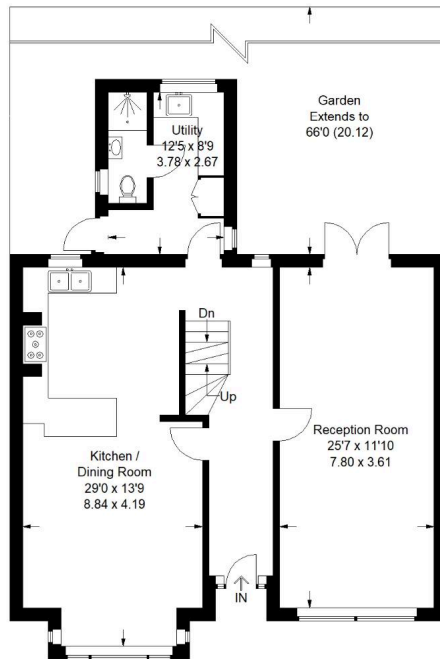 Garden
Extends to
66'0 (20.12)
Utility
12'5 x 8'9
3.78 x 2.67
Dn
Up
Reception Room
25'7 x 11'10
7.80 x 3.61
Kitchen /
Dining Room
29'0 x 13'9
8.84 x 4.19
IN